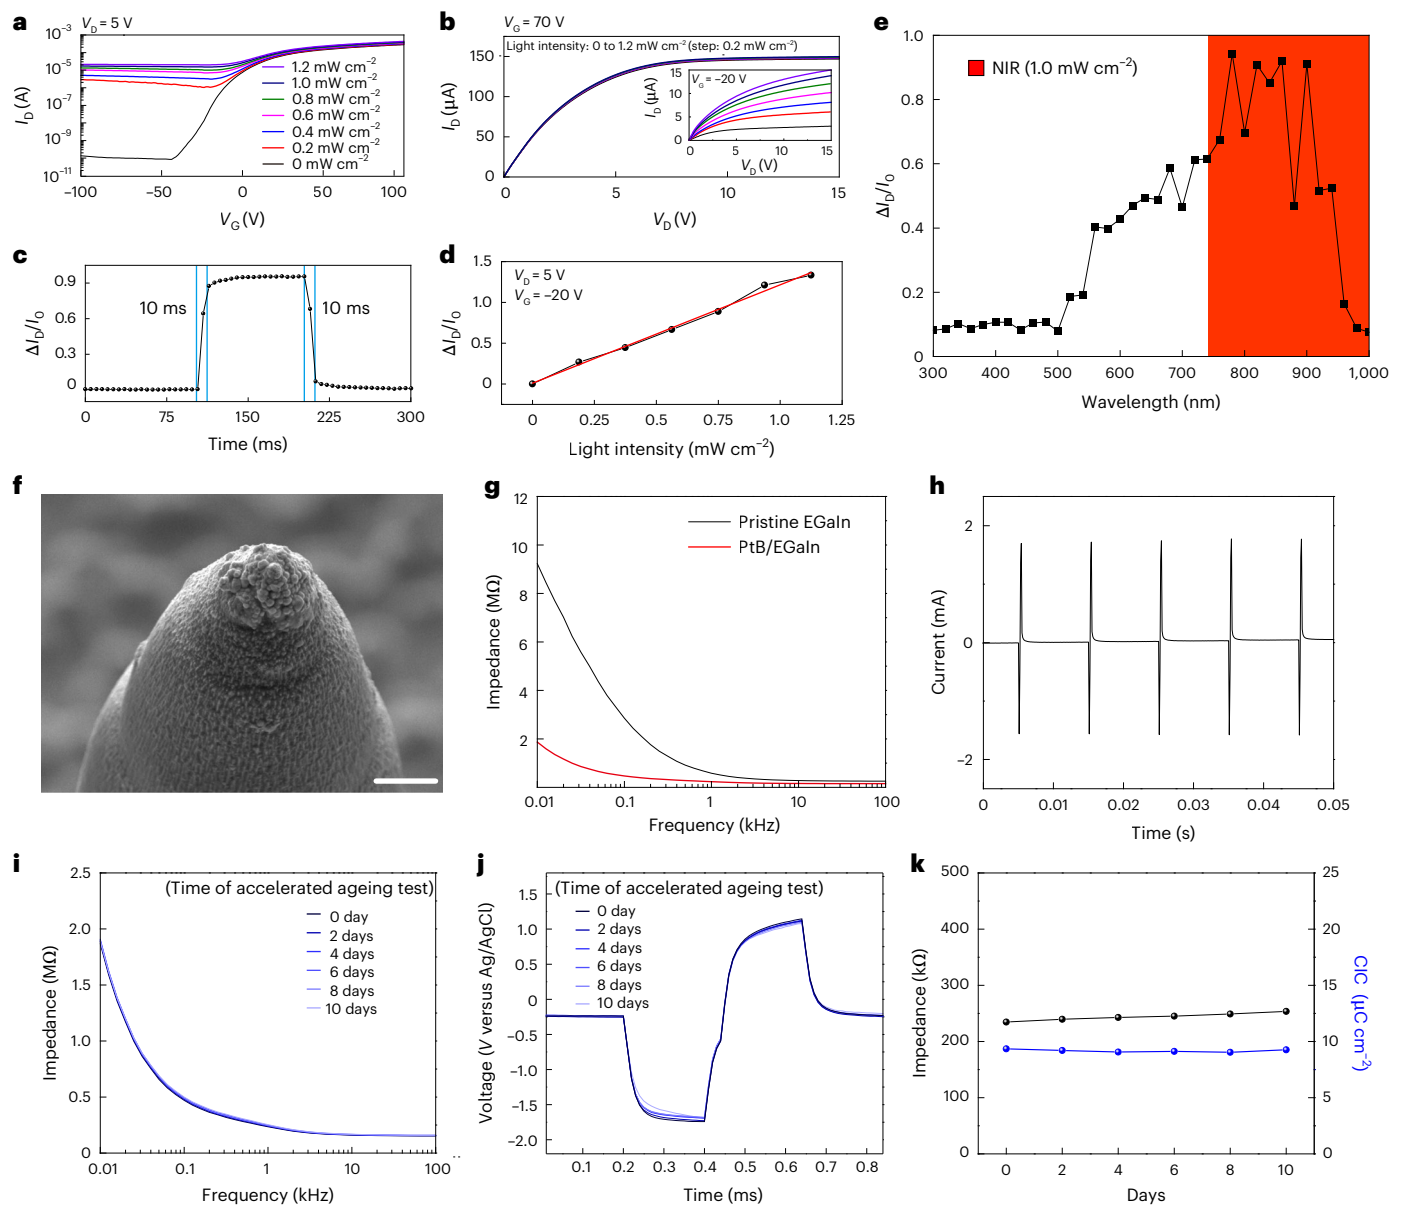 a
V_D = 5 V
10⁻³
10⁻⁵
10⁻⁷
10⁻⁹
10⁻¹¹
I_D (A)
1.2 mW cm⁻²
1.0 mW cm⁻
0.8 mW cm⁻²
0.6 mW cm⁻²
0.4 mW cm⁻²
0.2 mW cm⁻²
0 mW cm⁻²
−100 −50 0 50 100
V_G (V)
b
V_G = 70 V
Light intensity: 0 to 1.2 mW cm⁻² (step: 0.2 mW cm⁻²)
150
100
50
0
I_D (µA)
V_G = −20 V
15
10
5
0
I_D (µA)
0 5 10 15
V_D (V)
0 5 10 15
V_D (V)
c
0.9
0.6
0.3
0
ΔI_D/I_0
10 ms
10 ms
0 75 150 225 300
Time (ms)
d
V_D = 5 V
V_G = −20 V
1.5
1.0
0.5
0
ΔI_D/I_0
0 0.25 0.50 0.75 1.00 1.25
Light intensity (mW cm⁻²)
e
NIR (1.0 mW cm⁻²)
1.0
0.8
0.6
0.4
0.2
0
ΔI_D/I_0
300 400 500 600 700 800 900 1,000
Wavelength (nm)
f
g
Pristine EGaIn
PtB/EGaIn
12
10
8
6
4
2
Impedance (MΩ)
0.01 0.1 1 10 100
Frequency (kHz)
h
2
0
−2
Current (mA)
0 0.01 0.02 0.03 0.04 0.05
Time (s)
i
(Time of accelerated ageing test)
0 day
2 days
4 days
6 days
8 days
10 days
2.5
2.0
1.5
1.0
0.5
0
Impedance (MΩ)
0.01 0.1 1 10 100
Frequency (kHz)
j
(Time of accelerated ageing test)
0 day
2 days
4 days
6 days
8 days
10 days
1.5
1.0
0.5
0
−0.5
−1.0
−1.5
−2.0
Voltage (V versus Ag/AgCl)
0.1 0.2 0.3 0.4 0.5 0.6 0.7 0.8
Time (ms)
k
500
400
300
200
100
0
Impedance (kΩ)
25
20
15
10
5
0
CIC (µC cm⁻²)
0 2 4 6 8 10
Days